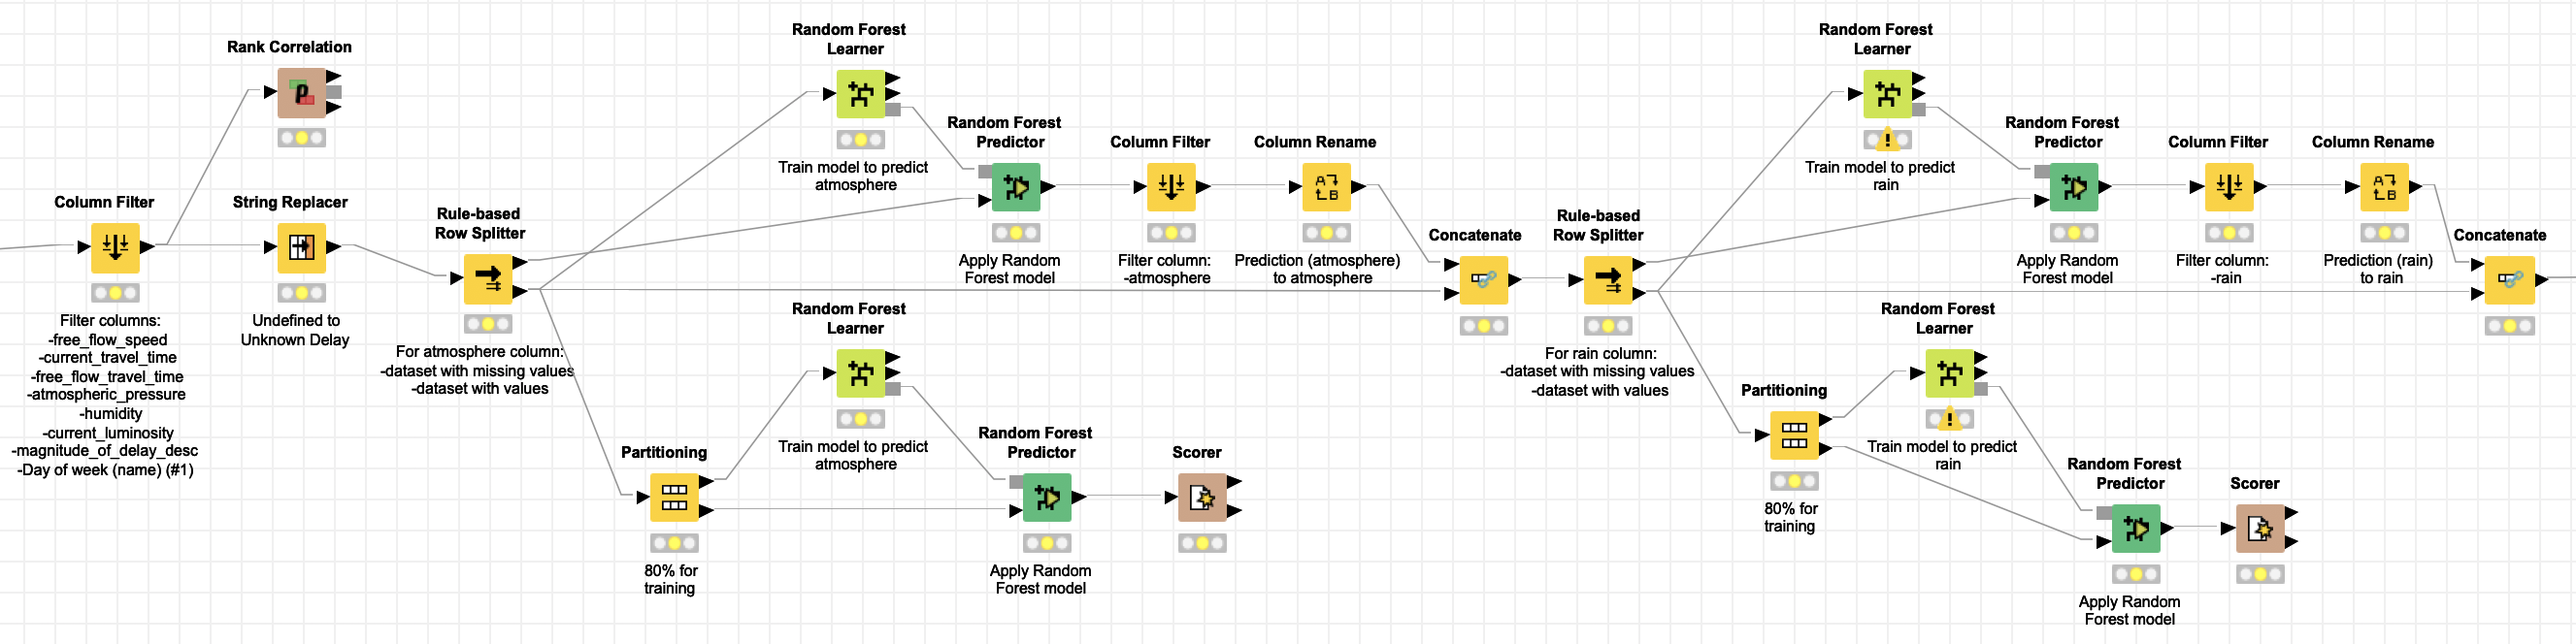 Rank Correlation
Column Filter
Filter columns:
-free_flow_speed
-current_travel_time
-free_flow_travel_time
-atmospheric_pressure
-humidity
-current_luminosity
-magnitude_of_delay_desc
-Day of week (name) (#1)
String Replacer
Undefined to
Unknown Delay
Rule-based
Row Splitter
For atmosphere column:
-dataset with missing values
-dataset with values
Random Forest
Learner
Train model to predict
atmosphere
Random Forest
Predictor
Apply Random
Forest model
Column Filter
Filter column:
-atmosphere
Column Rename
Prediction (atmosphere)
to atmosphere
Concatenate
Partitioning
80% for
training
Random Forest
Learner
Train model to predict
atmosphere
Random Forest
Predictor
Apply Random
Forest model
Scorer
Rule-based
Row Splitter
For rain column:
-dataset with missing values
-dataset with values
Random Forest
Learner
Train model to predict
rain
Random Forest
Predictor
Apply Random
Forest model
Column Filter
Filter column:
-rain
Column Rename
Prediction (rain)
to rain
Concatenate
Partitioning
80% for
training
Random Forest
Learner
Train model to predict
rain
Random Forest
Predictor
Apply Random
Forest model
Scorer